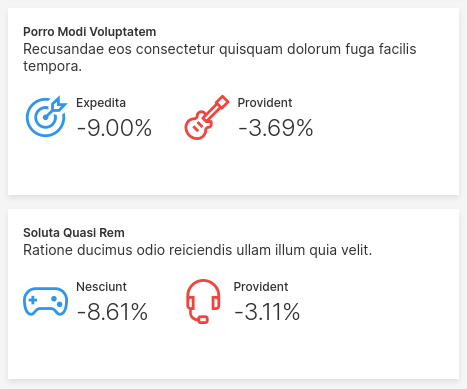 Porro Modi Voluptatem
Recusandae eos consectetur quisquam dolorum fuga facilis
tempora.
Expedita
-9.00%
Provident
-3.69%
Soluta Quasi Rem
Ratione ducimus odio reiciendis ullam illum quia velit.
Nesciunt
-8.61%
Provident
-3.11%